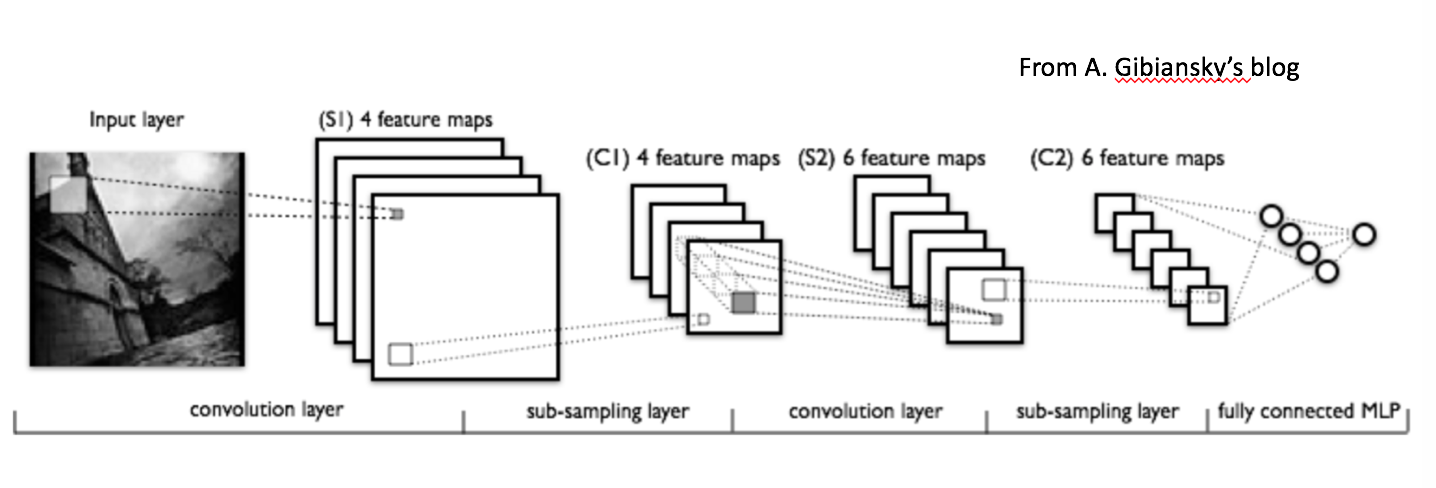 From A. Gibiansky's blog
Input layer
(S1) 4 feature maps
(C1) 4 feature maps
(S2) 6 feature maps
(C2) 6 feature maps
convolution layer
sub-sampling layer
convolution layer
sub-sampling layer
fully connected MLP